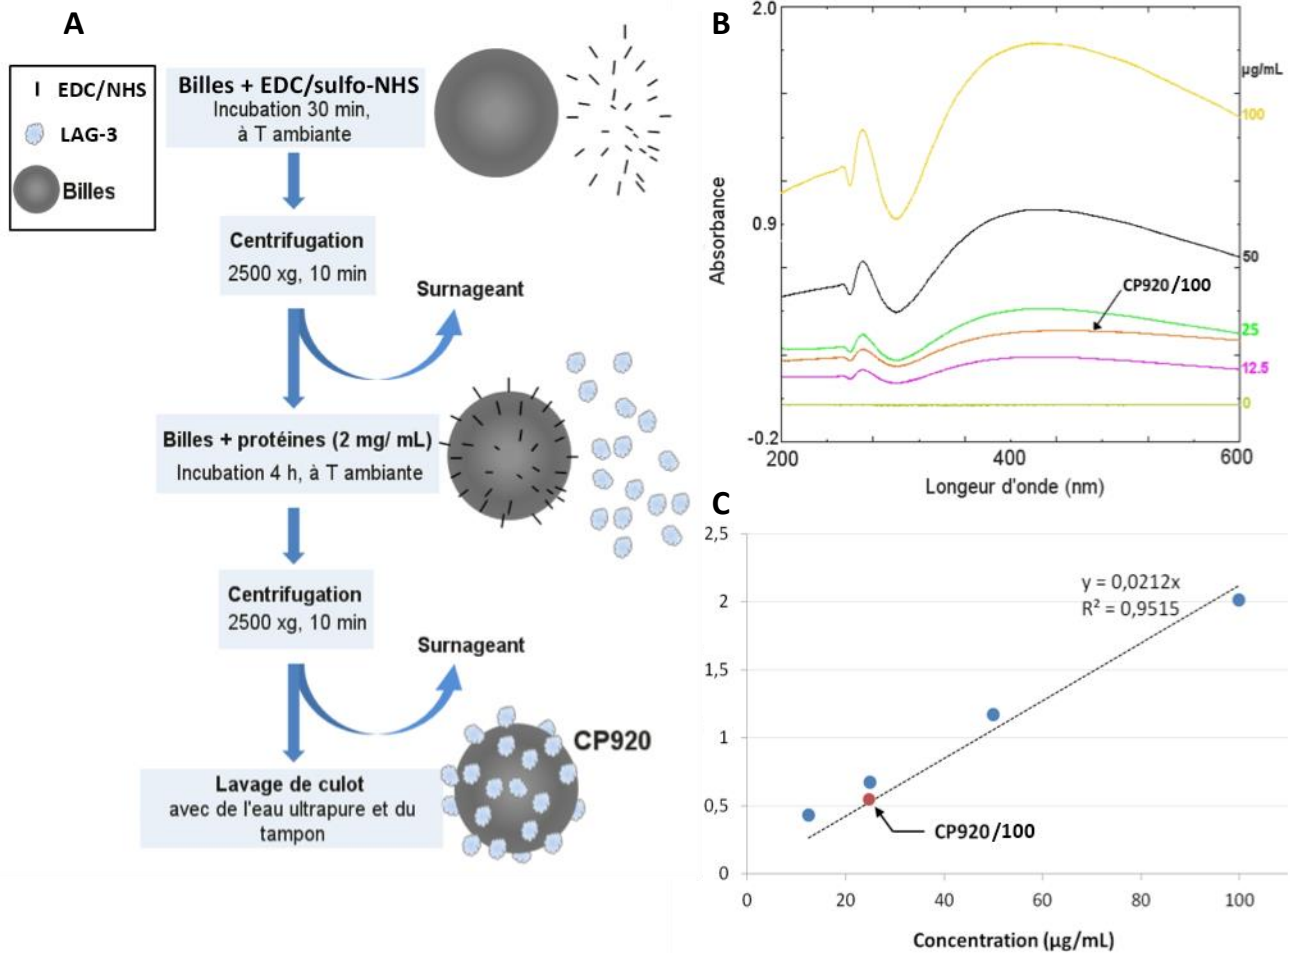 A
EDC/NHS
LAG-3
Billes
Billes + EDC/sulfo-NHS
Incubation 30 min,
à T ambiante
Centrifugation
2500 xg, 10 min
Surnageant
Billes + protéines (2 mg/ mL)
Incubation 4 h, à T ambiante
Centrifugation
2500 xg, 10 min
Surnageant
CP920
Lavage de culot
avec de l'eau ultrapure et du
tampon
B
2.0
0.9
-0.2
Absorbance
200
400
600
Longeur d'onde (nm)
µg/mL
100
50
CP920/100
25
12.5
0
C
2,5
2
1,5
1
0,5
0
y = 0,0212x
R² = 0,9515
CP920/100
0
20
40
60
80
100
Concentration (µg/mL)